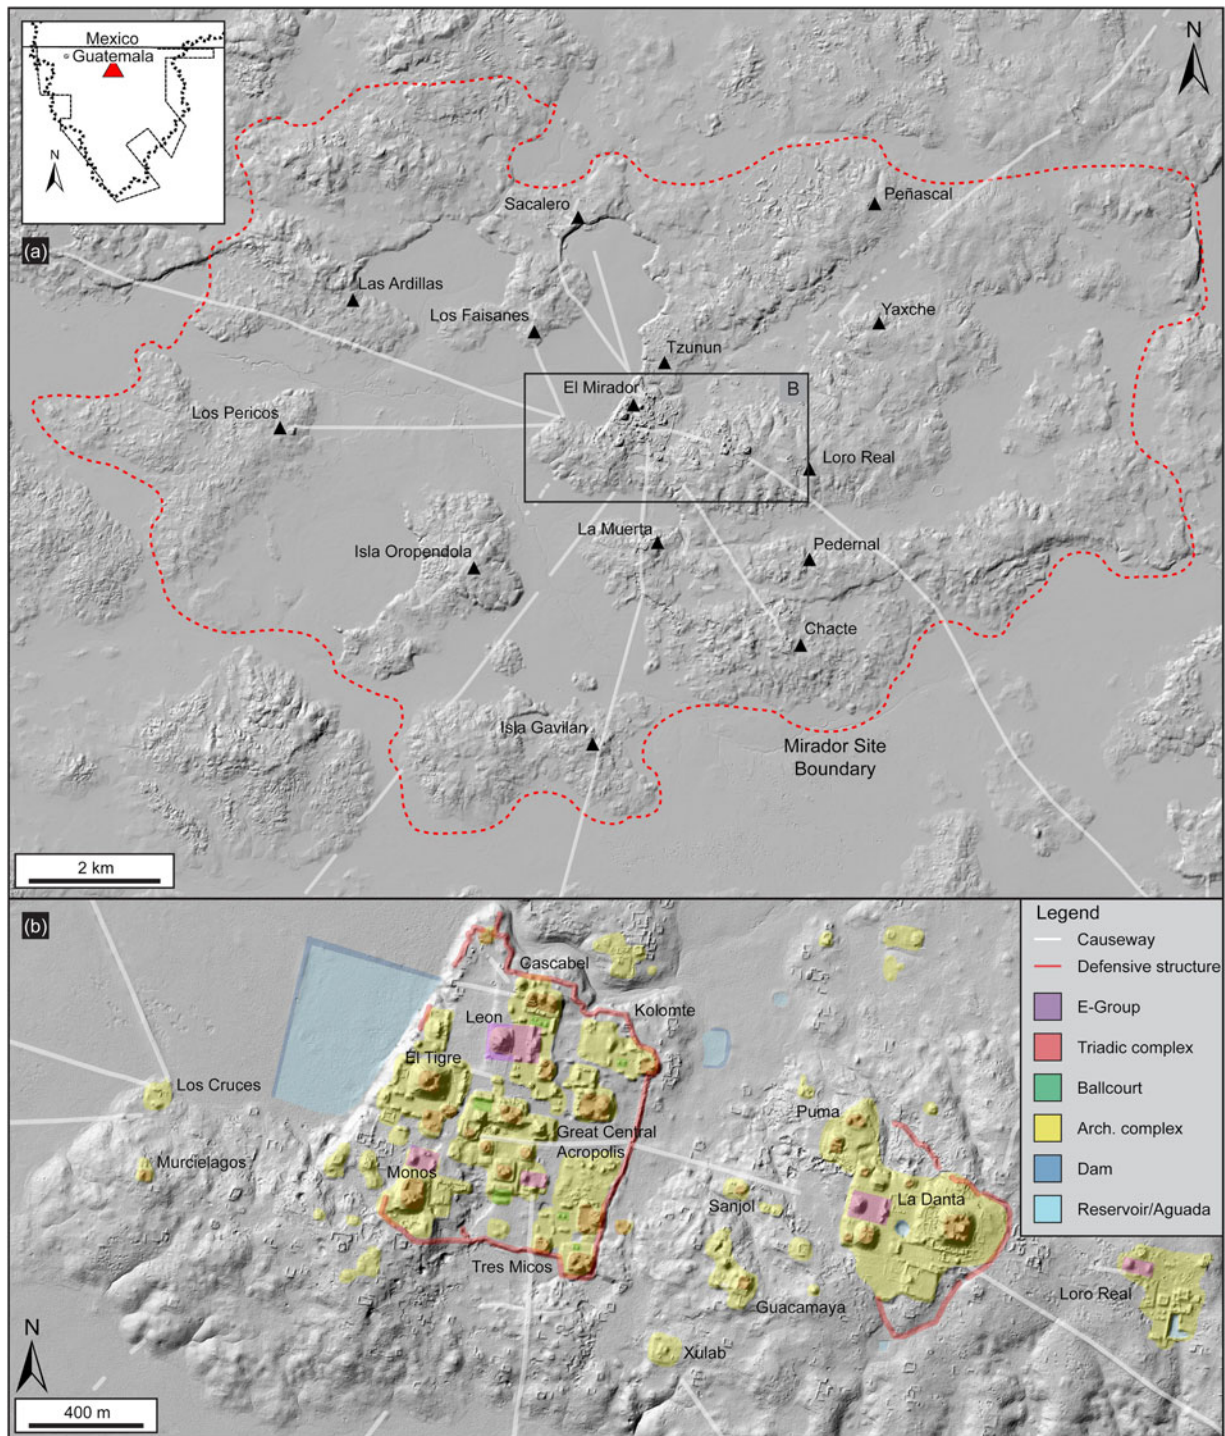 Mexico
Guatemala
N
(a)
N
Sacalero
Peñascal
Las Ardillas
Los Faisanes
Yaxche
Tzunun
El Mirador
B
Los Pericos
Loro Real
La Muerta
Isla Oropendola
Pedernal
Chacte
Isla Gavilan
Mirador Site
Boundary
2 km
(b)
Cascabel
Leon
Kolomte
El Tigre
Los Cruces
Great Central
Acropolis
Puma
Murcielagos
Monos
Sanjol
La Danta
Tres Micos
Guacamaya
Loro Real
Xulab
N
400 m
Legend
Causeway
Defensive structure
E-Group
Triadic complex
Ballcourt
Arch. complex
Dam
Reservoir/Aguada